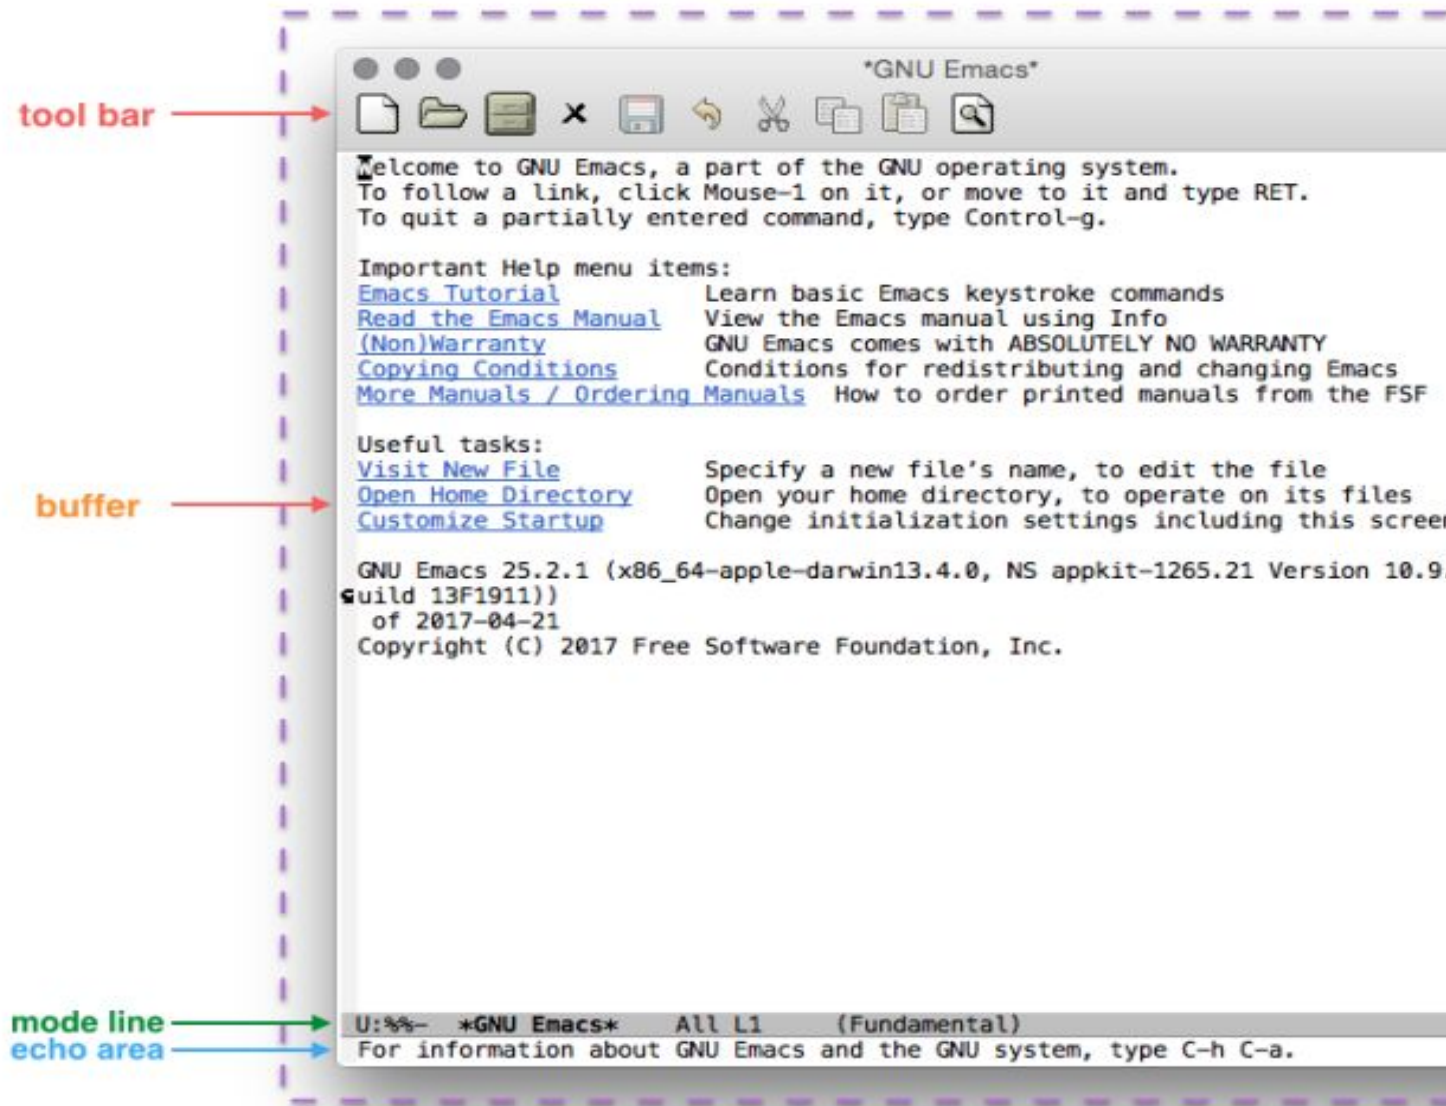 *GNU Emacs*
tool bar
Welcome to GNU Emacs, a part of the GNU operating system.
To follow a link, click Mouse-1 on it, or move to it and type RET.
To quit a partially entered command, type Control-g.
Important Help menu items:
Emacs Tutorial Learn basic Emacs keystroke commands
Read the Emacs Manual View the Emacs manual using Info
(Non)Warranty GNU Emacs comes with ABSOLUTELY NO WARRANTY
Copying Conditions Conditions for redistributing and changing Emacs
More Manuals / Ordering Manuals How to order printed manuals from the FSF
Useful tasks:
Visit New File Specify a new file's name, to edit the file
buffer
Open Home Directory Open your home directory, to operate on its files
Customize Startup Change initialization settings including this screen
GNU Emacs 25.2.1 (x86_64-apple-darwin13.4.0, NS appkit-1265.21 Version 10.9.
uild 13F1911))
of 2017-04-21
Copyright (C) 2017 Free Software Foundation, Inc.
mode line
U:%%- *GNU Emacs* All L1 (Fundamental)
echo area
For information about GNU Emacs and the GNU system, type C-h C-a.